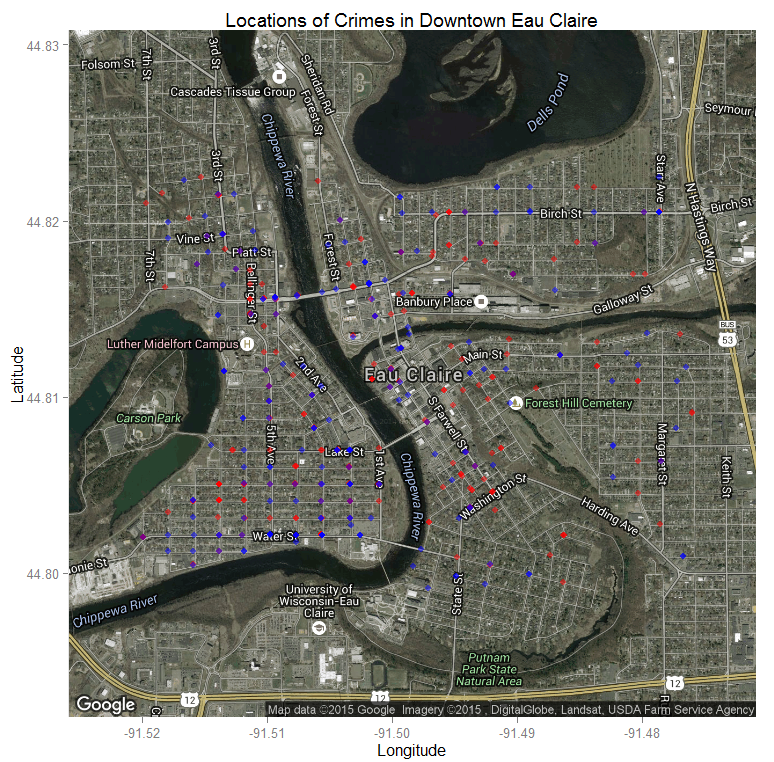 Locations of Crimes in Downtown Eau Claire
44.83
44.82
44.81
44.80
Latitude
Folsom St
7th St
3rd St
Sheridan Rd
Cascades Tissue Group
Forest St
Chippewa River
Dells Pond
Seymour
Starr Ave
N Hastings Way
3rd St
Birch St
Birch St
Vine St
Platt St
7th St
Forest St
Bellinger St
Banbury Place
Galloway St
BUS
53
Luther Midelfort Campus
H
Main St
2nd Ave
Eau Claire
Forest Hill Cemetery
Carson Park
S Farwell St
5th Ave
Lake St
1st Ave
Chippewa River
Margaret St
Keith St
Washington St
Harding Ave
Water St
onie St
State St
University of
Wisconsin-Eau
Claire
Chippewa River
Putnam
Park State
Natural Area
12
12
12
Google
Map data ©2015 Google Imagery ©2015 , DigitalGlobe, Landsat, USDA Farm Service Agency
-91.52
-91.51
-91.50
-91.49
-91.48
Longitude